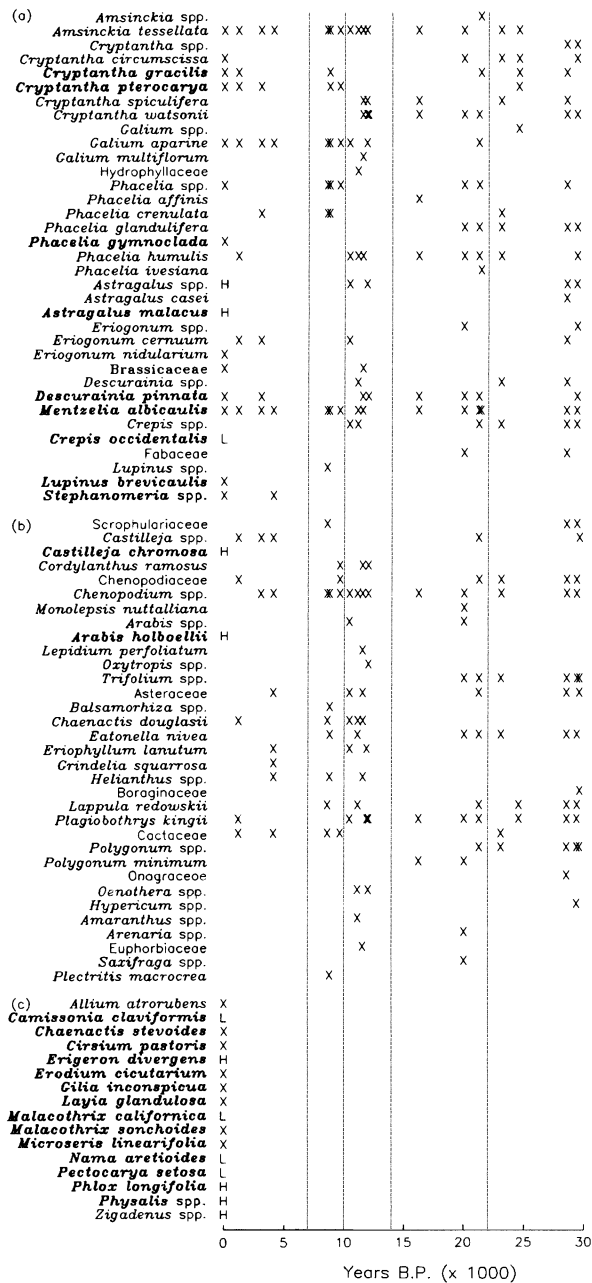 (a) Amsinckia spp. X
Amsinckia tessellata X X X X X X X X X X X X X X X
Cryptantha spp. X X
Cryptantha circumscissa X X X X X
Cryptantha gracilis X X X X X X
Cryptantha pterocarya X X X X X X
Cryptantha spiculifera X X X X X
Cryptantha watsonii X X X X X X X X
Galium spp. X
Galium aparine X X X X X X X X X X
Galium multiflorum X
Hydrophyllaceae X
Phacelia spp. X X X X X X X
Phacelia affinis X
Phacelia crenulata X X X
Phacelia glandulifera X X X X X
Phacelia gymnoclada X
Phacelia humulis X X X X X X X X X
Phacelia ivesiana X
Astragalus spp. H X X X X
Astragalus casei X
Astragalus malacus H
Eriogonum spp. X X
Eriogonum cernuum X X X X
Eriogonum nidularium X
Brassicaceae X X
Descurainia spp. X X X
Descurainia pinnata X X X X X X X X
Mentzelia albicaulis X X X X X X X X X X X X X X
Crepis spp. X X X X X X
Crepis occidentalis L
Fabaceae X X
Lupinus spp. X
Lupinus brevicaulis X
Stephanomeria spp. X X
(b) Scrophulariaceae X X X
Castilleja spp. X X X X X
Castilleja chromosa H
Cordylanthus ramosus X X X
Chenopodiaceae X X X X X X
Chenopodium spp. X X X X X X X X X X X X X X
Monolepsis nuttalliana X
Arabis spp. X X
Arabis holboellii H
Lepidium perfoliatum X
Oxytropis spp. X
Trifolium spp. X X X X X
Asteraceae X X X X X X
Balsamorhiza spp. X
Chaenactis douglasii X X X X X
Eatonella nivea X X X X X X X
Eriophyllum lanutum X X X
Grindelia squarrosa X
Helianthus spp. X X X
Boraginaceae X
Lappula redowskii X X X X X X
Plagiobothrys kingii X X X X X X X X X
Cactaceae X X X X X
Polygonum spp. X X X X
Polygonum minimum X X
Onagraceae X
Oenothera spp. X X
Hypericum spp. X
Amaranthus spp. X
Arenaria spp. X
Euphorbiaceae X
Saxifraga spp. X
Plectritis macrocrea X
(c) Allium atrorubens X
Camissonia claviformis L
Chaenactis stevoides X
Cirsium pastoris X
Erigeron divergens H
Erodium cicutarium X
Gilia inconspicua X
Layia glandulosa X
Malacothrix californica L
Malacothrix sonchoides X
Microseris linearifolia X
Nama aretioides L
Pectocarya setosa L
Phlox longifolia H
Physalis spp. H
Zigadenus spp. H
0 5 10 15 20 25 30
Years B.P. (x 1000)